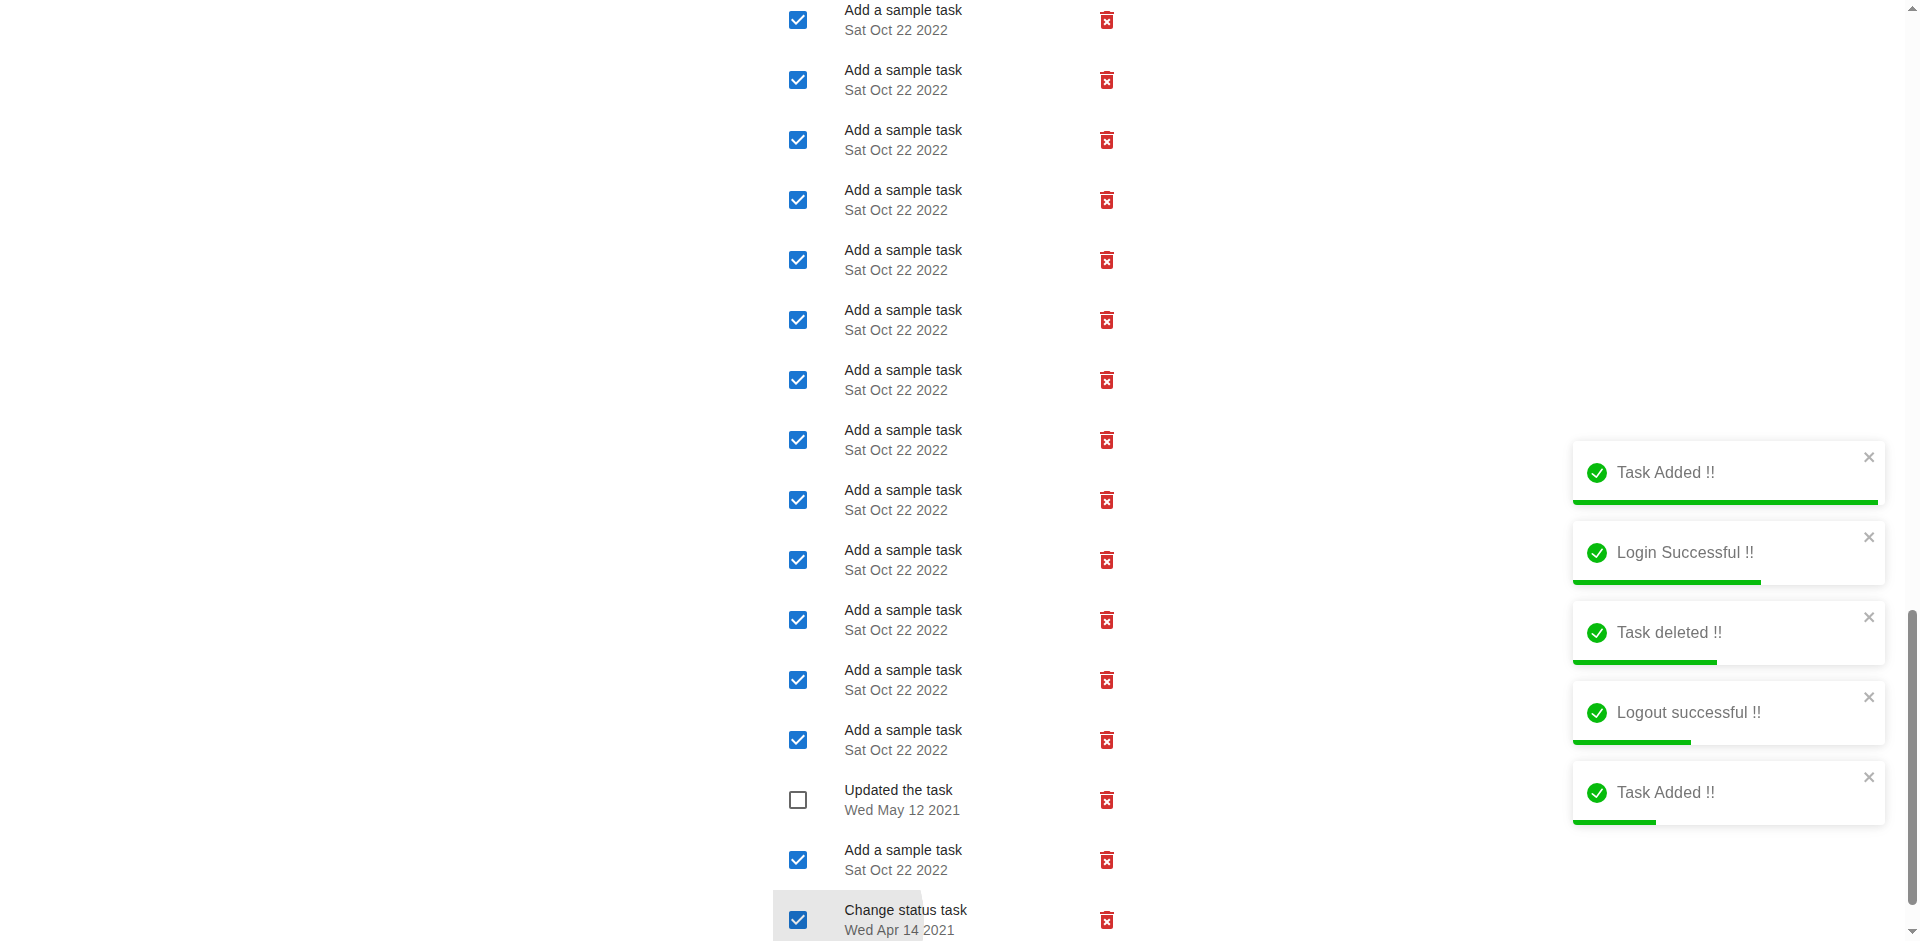 Add a sample task
Sat Oct 22 2022
Add a sample task
Sat Oct 22 2022
Add a sample task
Sat Oct 22 2022
Add a sample task
Sat Oct 22 2022
Add a sample task
Sat Oct 22 2022
Add a sample task
Sat Oct 22 2022
Add a sample task
Sat Oct 22 2022
Add a sample task
Sat Oct 22 2022
Add a sample task
Sat Oct 22 2022
Add a sample task
Sat Oct 22 2022
Add a sample task
Sat Oct 22 2022
Add a sample task
Sat Oct 22 2022
Add a sample task
Sat Oct 22 2022
Updated the task
Wed May 12 2021
Add a sample task
Sat Oct 22 2022
Change status task
Wed Apr 14 2021
Task Added !!
Login Successful !!
Task deleted !!
Logout successful !!
Task Added !!